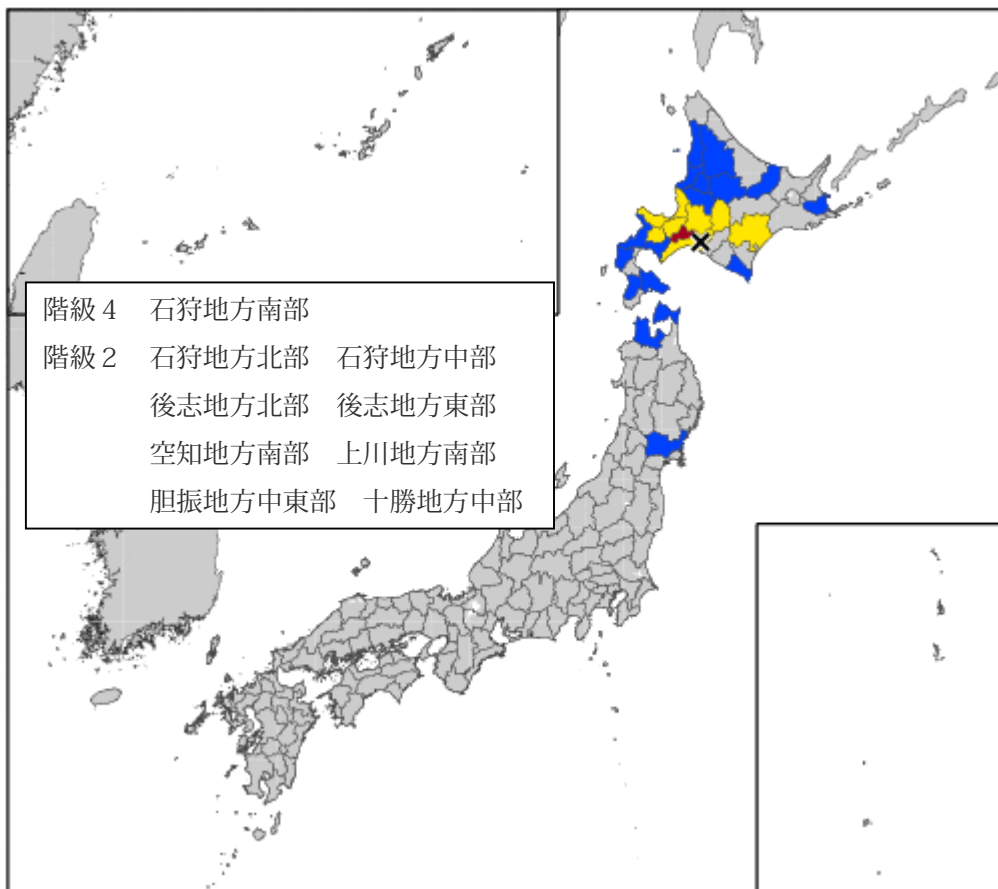 階級４　石狩地方南部
階級２　石狩地方北部　石狩地方中部
後志地方北部　後志地方東部
空知地方南部　上川地方南部
胆振地方中東部　十勝地方中部